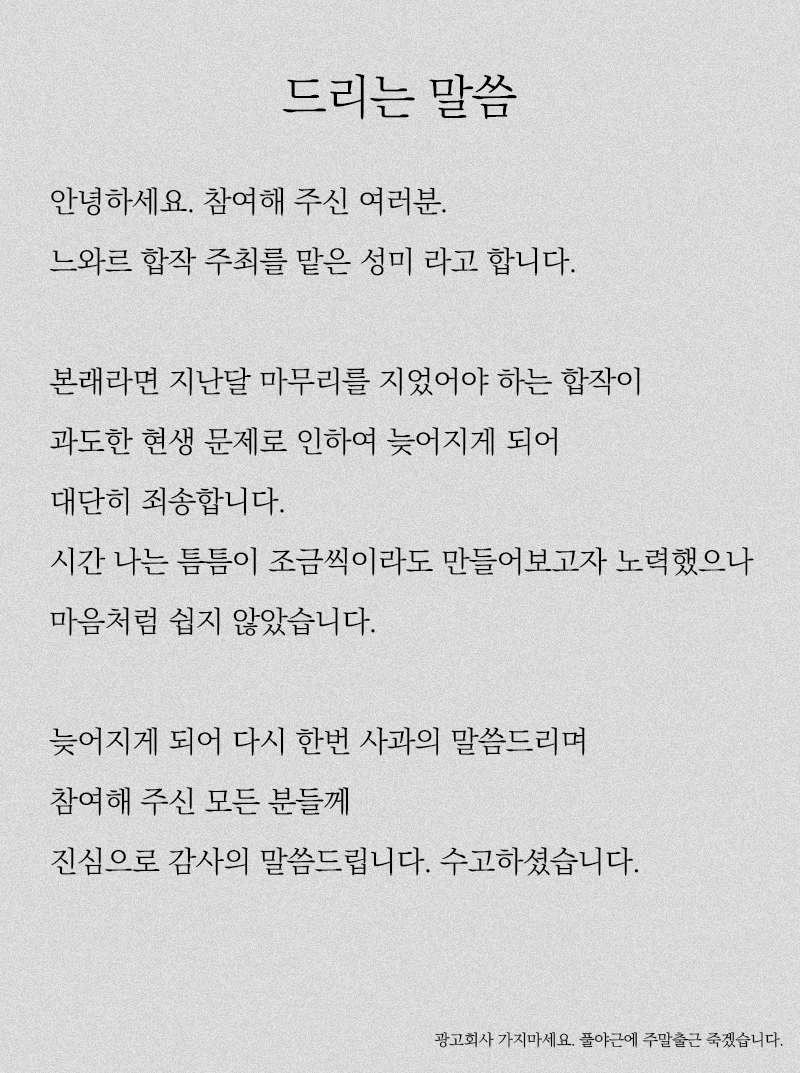 드리는 말씀
안녕하세요. 참여해 주신 여러분.
느와르 합작 주최를 맡은 성미 라고 합니다.
본래라면 지난달 마무리를 지었어야 하는 합작이
과도한 현생 문제로 인하여 늦어지게 되어
대단히 죄송합니다.
시간 나는 틈틈이 조금씩이라도 만들어보고자 노력했으나
마음처럼 쉽지 않았습니다.
늦어지게 되어 다시 한번 사과의 말씀드리며
참여해 주신 모든 분들께
진심으로 감사의 말씀드립니다. 수고하셨습니다.
광고회사 가지마세요. 풀야근에 주말출근 죽겠습니다.